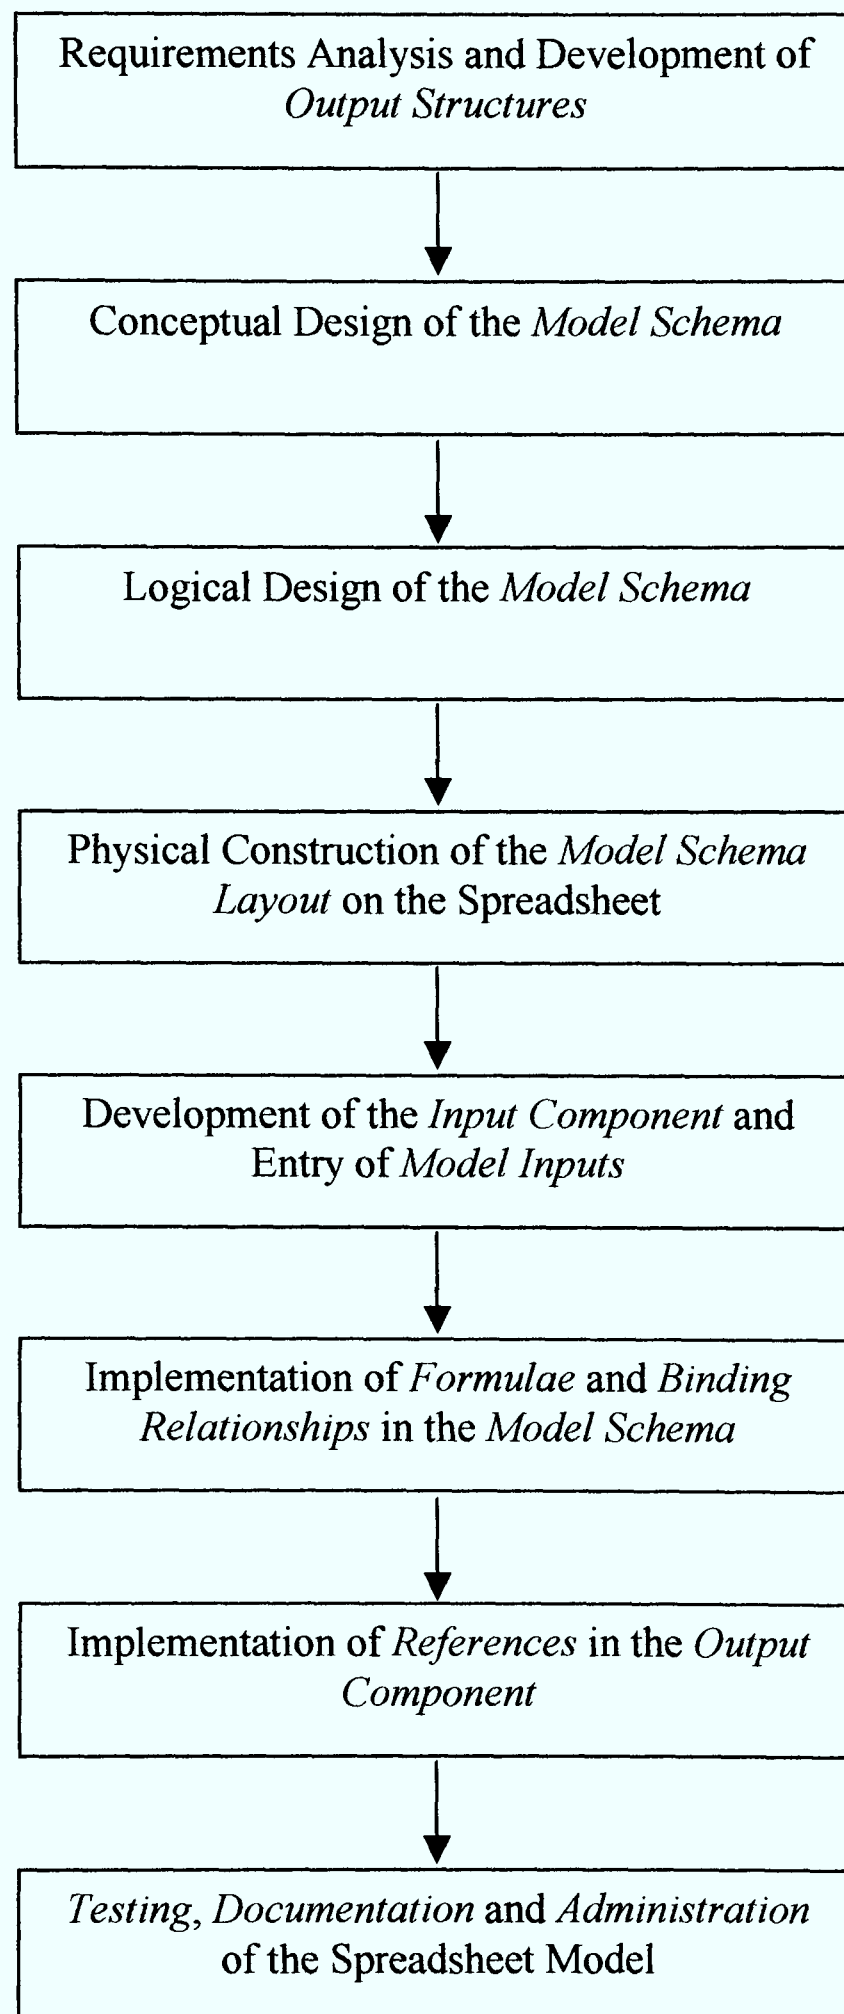 Requirements Analysis and Development of
Output Structures
Conceptual Design of the Model Schema
Logical Design of the Model Schema
Physical Construction of the Model Schema
Layout on the Spreadsheet
Development of the Input Component and
Entry of Model Inputs
Implementation of Formulae and Binding
Relationships in the Model Schema
Implementation of References in the Output
Component
Testing, Documentation and Administration
of the Spreadsheet Model